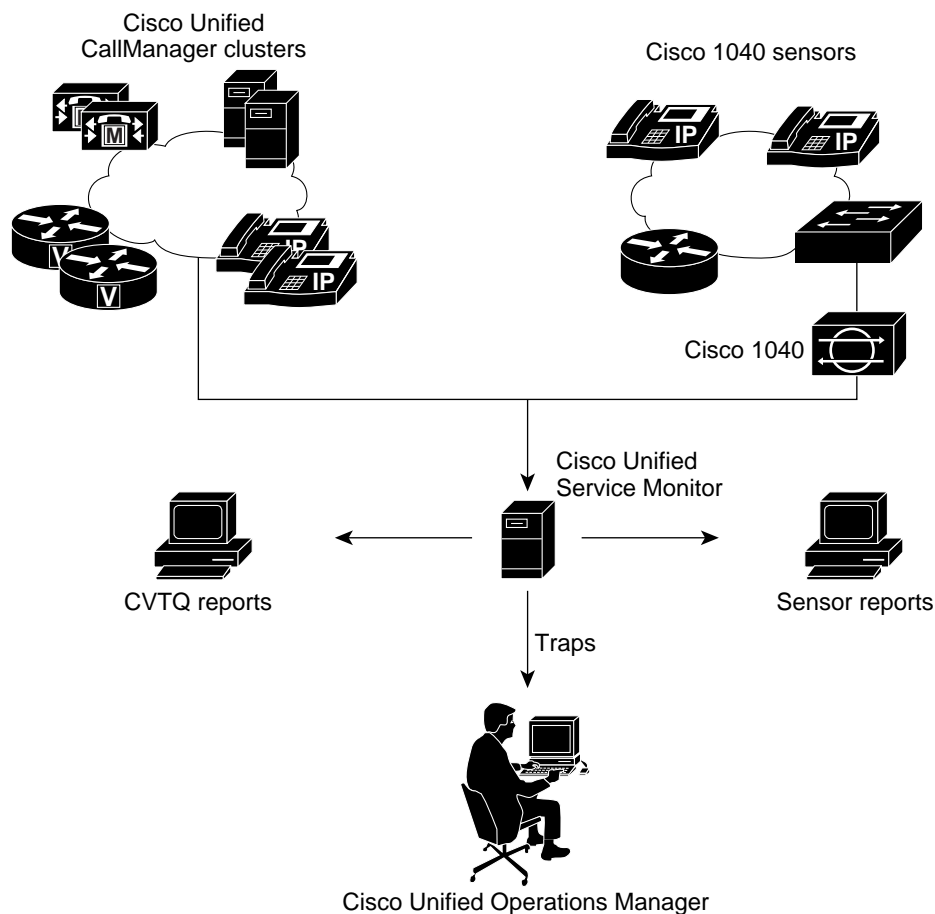 Cisco Unified
CallManager clusters
Cisco 1040 sensors
M
IP
IP
V
V
IP
IP
Cisco 1040
Cisco Unified
Service Monitor
CVTQ reports
Sensor reports
Traps
Cisco Unified Operations Manager